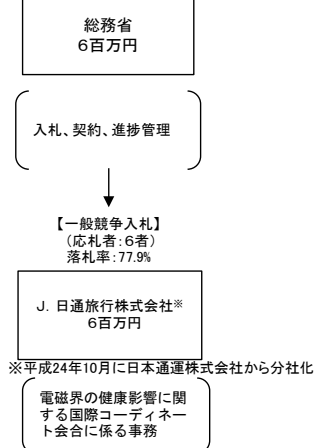 総務省
6百万円
入札、契約、進捗管理
【一般競争入札】
(応札者:6者)
落札率:77.9%
J．日通旅行株式会社※
6百万円
※平成24年10月に日本通運株式会社から分社化
電磁界の健康影響に関
する国際コーディネー
ト会合に係る事務